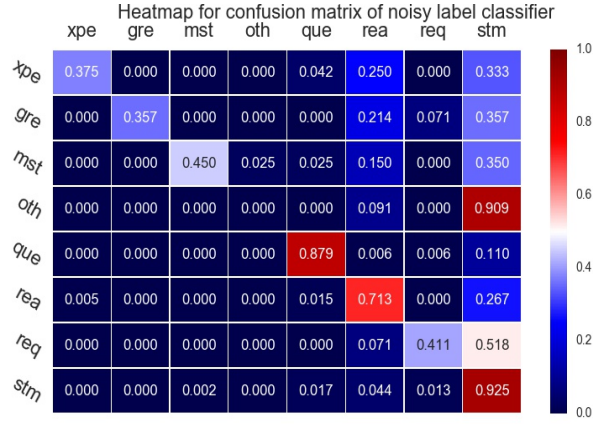 Heatmap for confusion matrix of noisy label classifier
xpe gre mst oth que rea req stm
xpe 0.375 0.000 0.000 0.000 0.042 0.250 0.000 0.333
gre 0.000 0.357 0.000 0.000 0.000 0.214 0.071 0.357
mst 0.000 0.000 0.450 0.025 0.025 0.150 0.000 0.350
oth 0.000 0.000 0.000 0.000 0.000 0.091 0.000 0.909
que 0.000 0.000 0.000 0.000 0.879 0.006 0.006 0.110
rea 0.005 0.000 0.000 0.000 0.015 0.713 0.000 0.267
req 0.000 0.000 0.000 0.000 0.000 0.071 0.411 0.518
stm 0.000 0.000 0.002 0.000 0.017 0.044 0.013 0.925
1.0
0.8
0.6
0.4
0.2
0.0